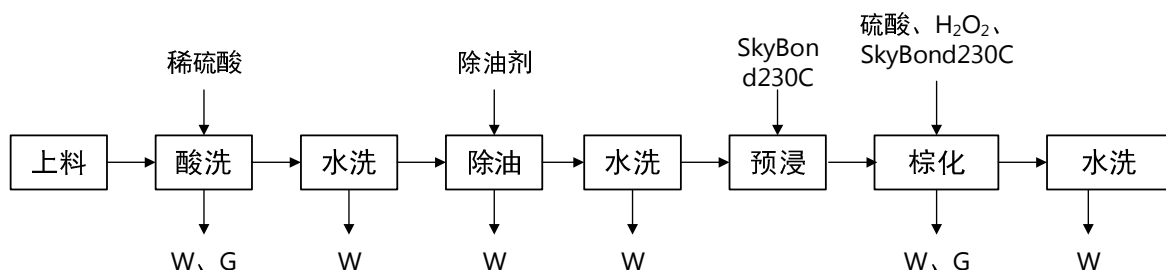 稀硫酸
除油剂
SkyBon
d230C
硫酸、H₂O₂、
SkyBond230C
上料
酸洗
水洗
除油
水洗
预浸
棕化
水洗
W、G
W
W
W
W、G
W